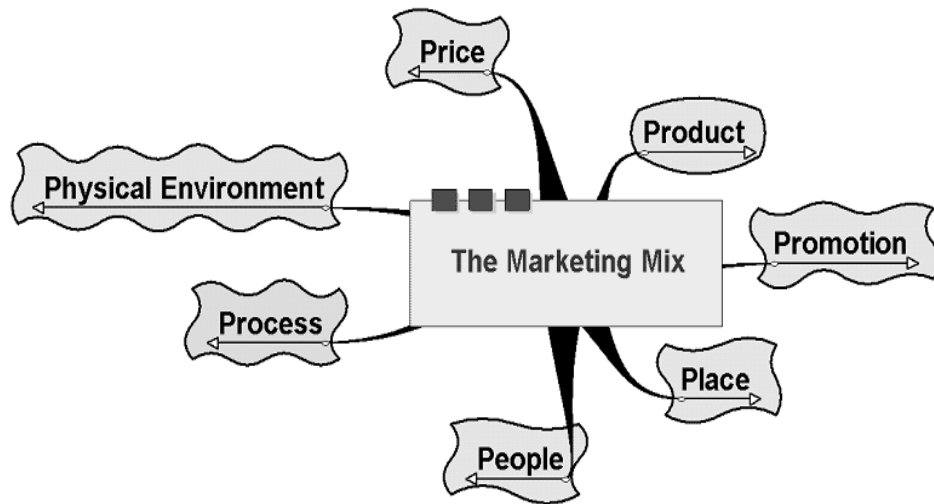 Price
Product
Physical Environment
The Marketing Mix
Promotion
Process
Place
People